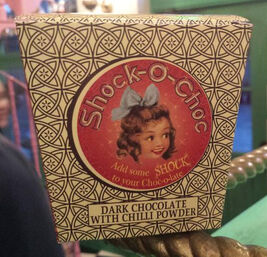 Shock-O-Choc
Add some SHOCK
to your Choc-o-late
DARK CHOCOLATE
WITH CHILLI POWDER